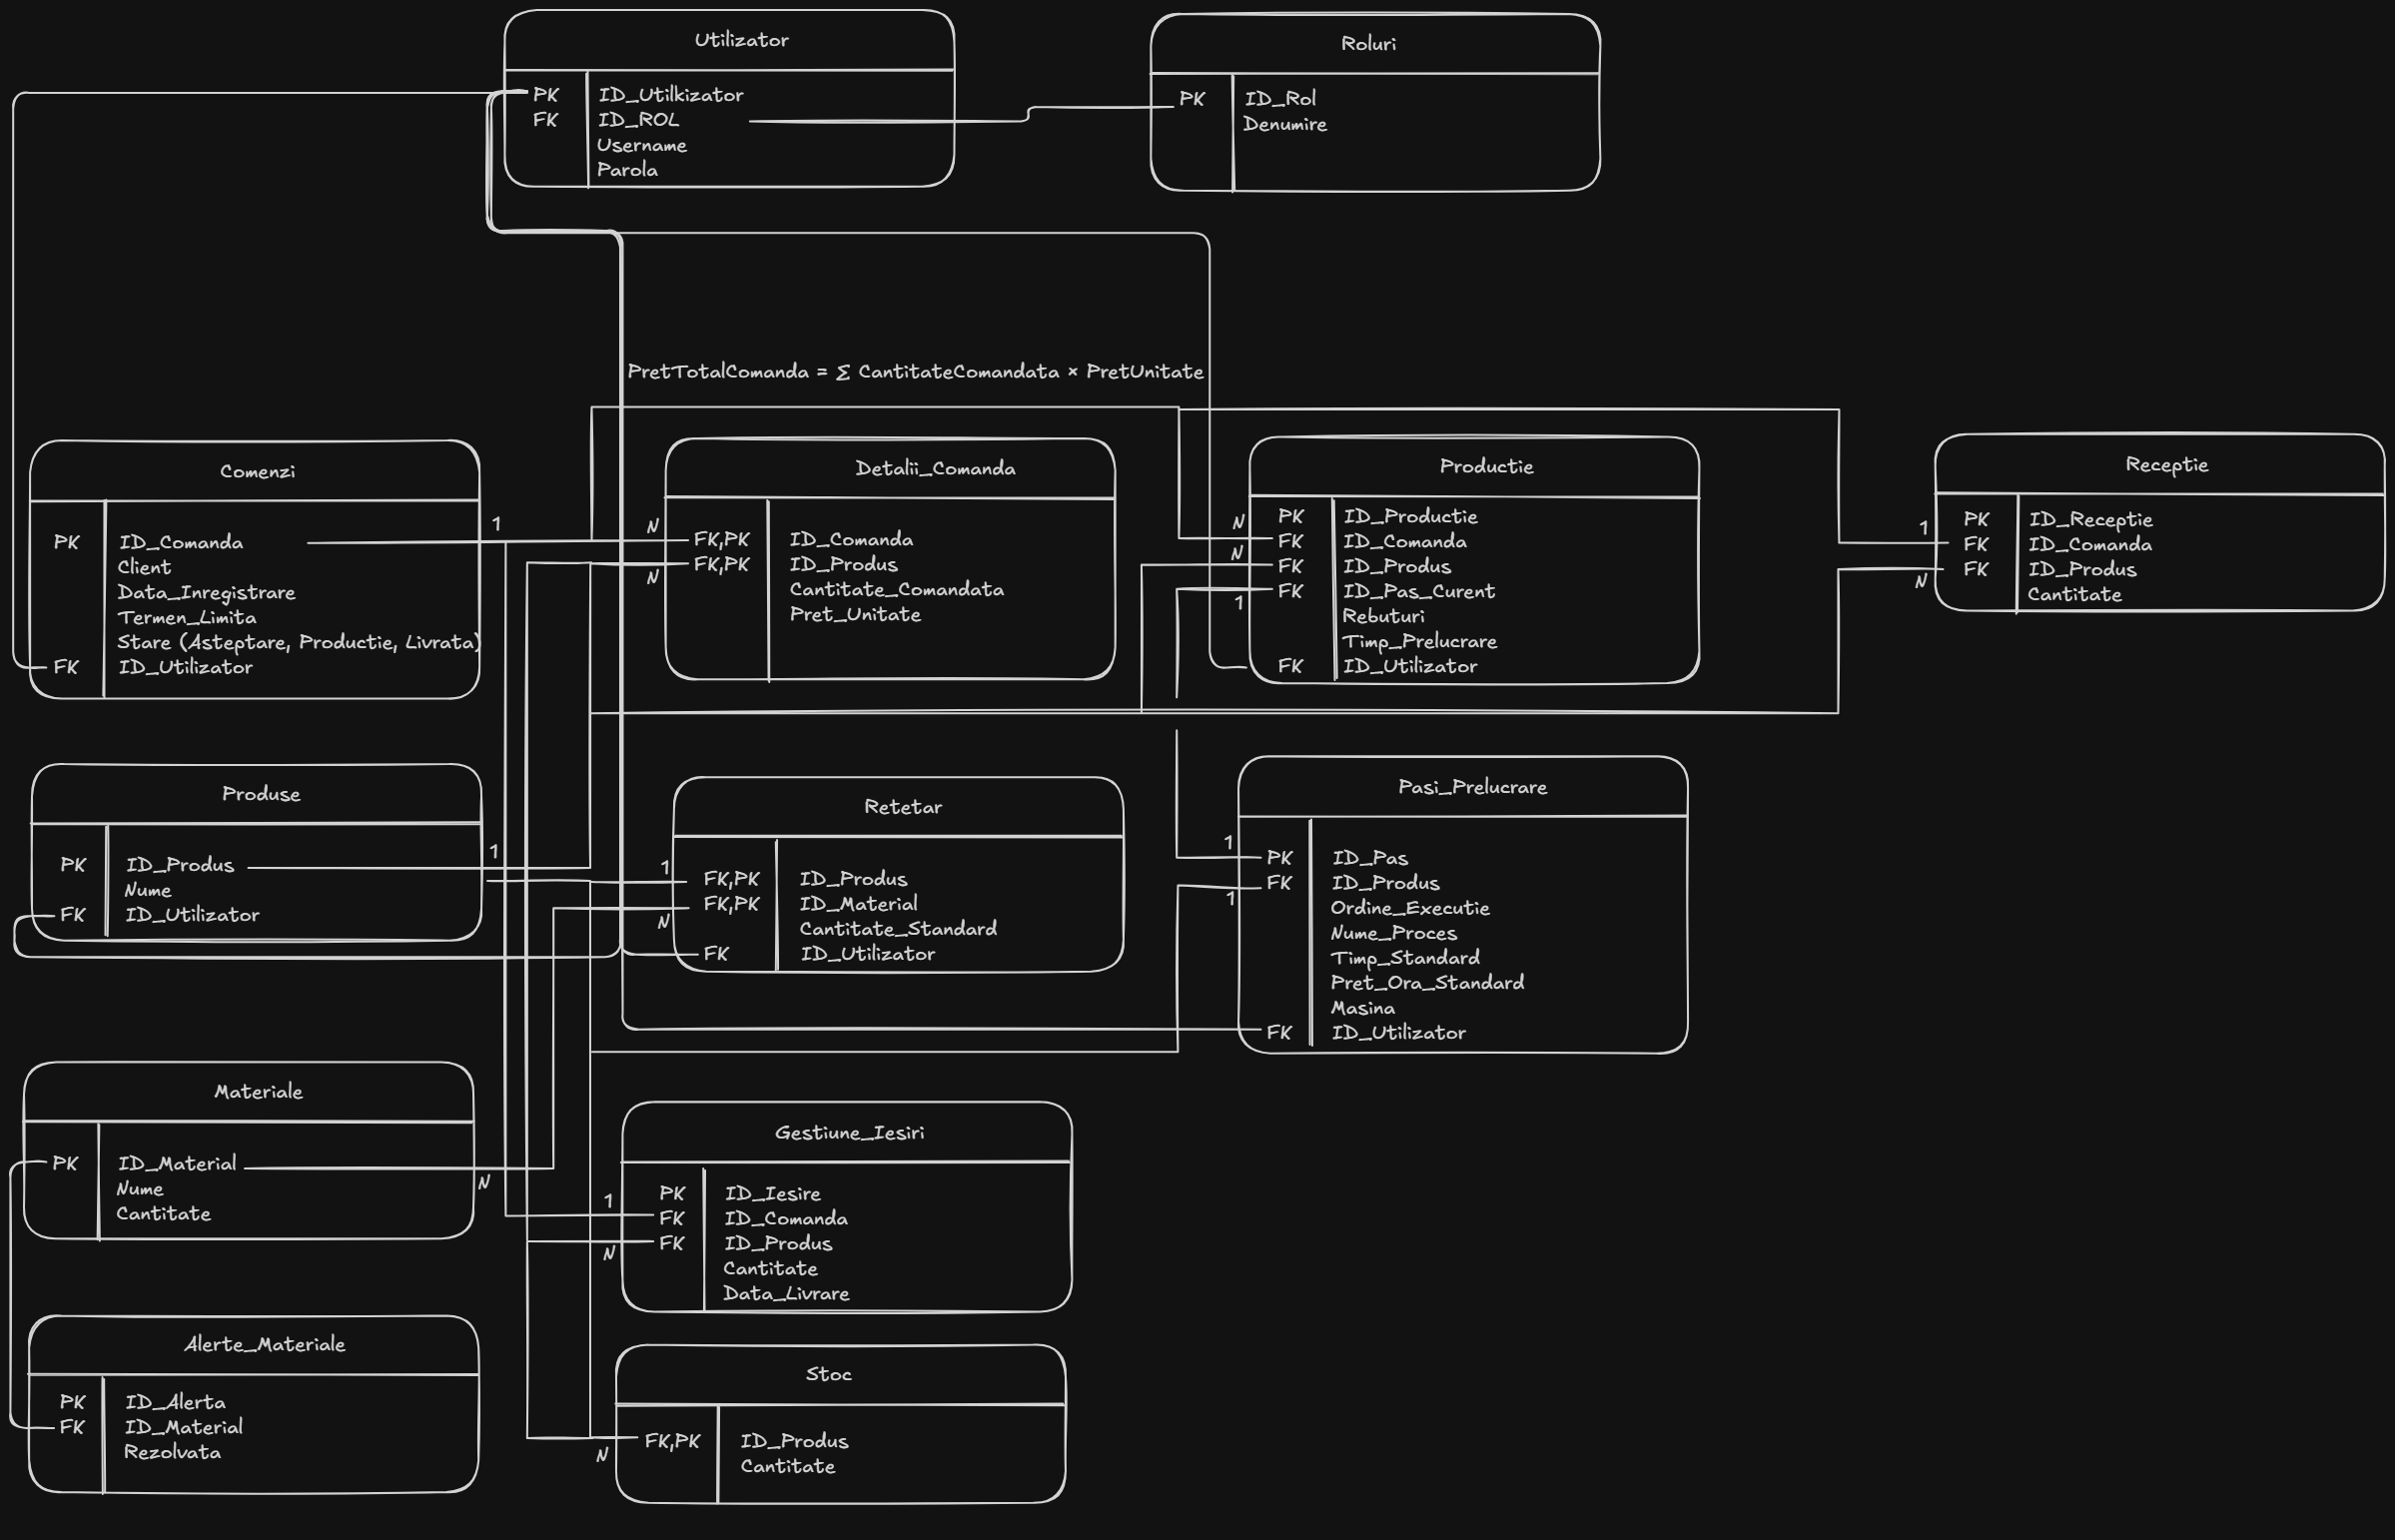 Utilizator
PK ID_Utilkizator
FK ID_ROL
Username
Parola
Roluri
PK ID_Rol
Denumire
PretTotalComanda = ∑ CantitateComandata × PretUnitate
Comenzi
PK ID_Comanda
Client
Data_Inregistrare
Termen_Limita
Stare (Asteptare, Productie, Livrata)
FK ID_Utilizator
1
N
N
Detalii_Comanda
FK,PK ID_Comanda
FK,PK ID_Produs
Cantitate_Comandata
Pret_Unitate
N
N
1
Productie
PK ID_Productie
FK ID_Comanda
FK ID_Produs
FK ID_Pas_Curent
Rebuturi
Timp_Prelucrare
FK ID_Utilizator
1
N
Receptie
PK ID_Receptie
FK ID_Comanda
FK ID_Produs
Cantitate
Produse
PK ID_Produs
Nume
FK ID_Utilizator
1
1
N
Retetar
FK,PK ID_Produs
FK,PK ID_Material
Cantitate_Standard
FK ID_Utilizator
1
1
Pasi_Prelucrare
PK ID_Pas
FK ID_Produs
Ordine_Executie
Nume_Proces
Timp_Standard
Pret_Ora_Standard
Masina
FK ID_Utilizator
Materiale
PK ID_Material
Nume
Cantitate
N
1
N
Gestiune_Iesiri
PK ID_Iesire
FK ID_Comanda
FK ID_Produs
Cantitate
Data_Livrare
Alerte_Materiale
PK ID_Alerta
FK ID_Material
Rezolvata
N
Stoc
FK,PK ID_Produs
Cantitate